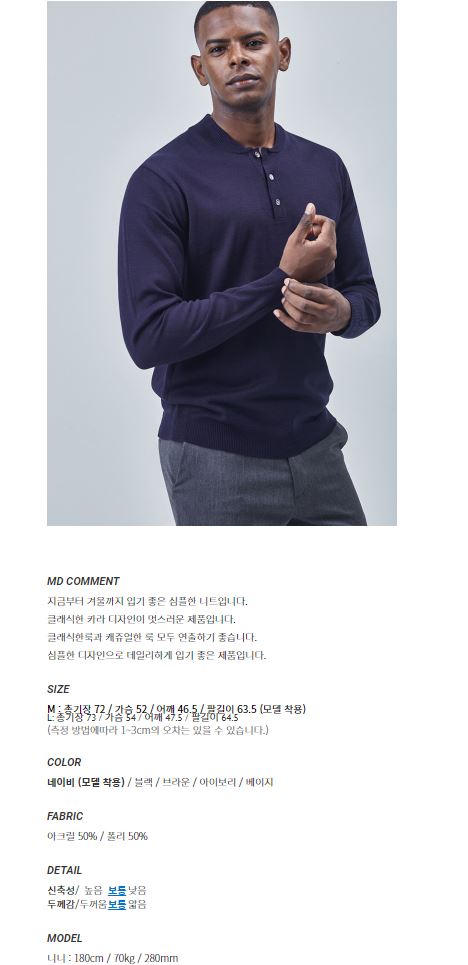 MD COMMENT
지금부터 겨울까지 입기 좋은 심플한 니트입니다.
클래식한 카라 디자인이 멋스러운 제품입니다.
클래식한룩과 캐쥬얼한 룩 모두 연출하기 좋습니다.
심플한 디자인으로 데일리하게 입기 좋은 제품입니다.
SIZE
M : 총기장 72 / 가슴 52 / 어깨 46.5 / 팔길이 63.5 (모델 착용)
L: 총기장 73 / 가슴 54 / 어깨 47.5 / 팔길이 64.5
(측정 방법에따라 1~3cm의 오차는 있을 수 있습니다.)
COLOR
네이비 (모델 착용) / 블랙 / 브라운 / 아이보리 / 베이지
FABRIC
아크릴 50% / 폴리 50%
DETAIL
신축성/ 높음 보통 낮음
두께감/두꺼움 보통 얇음
MODEL
니니 : 180cm / 70kg / 280mm